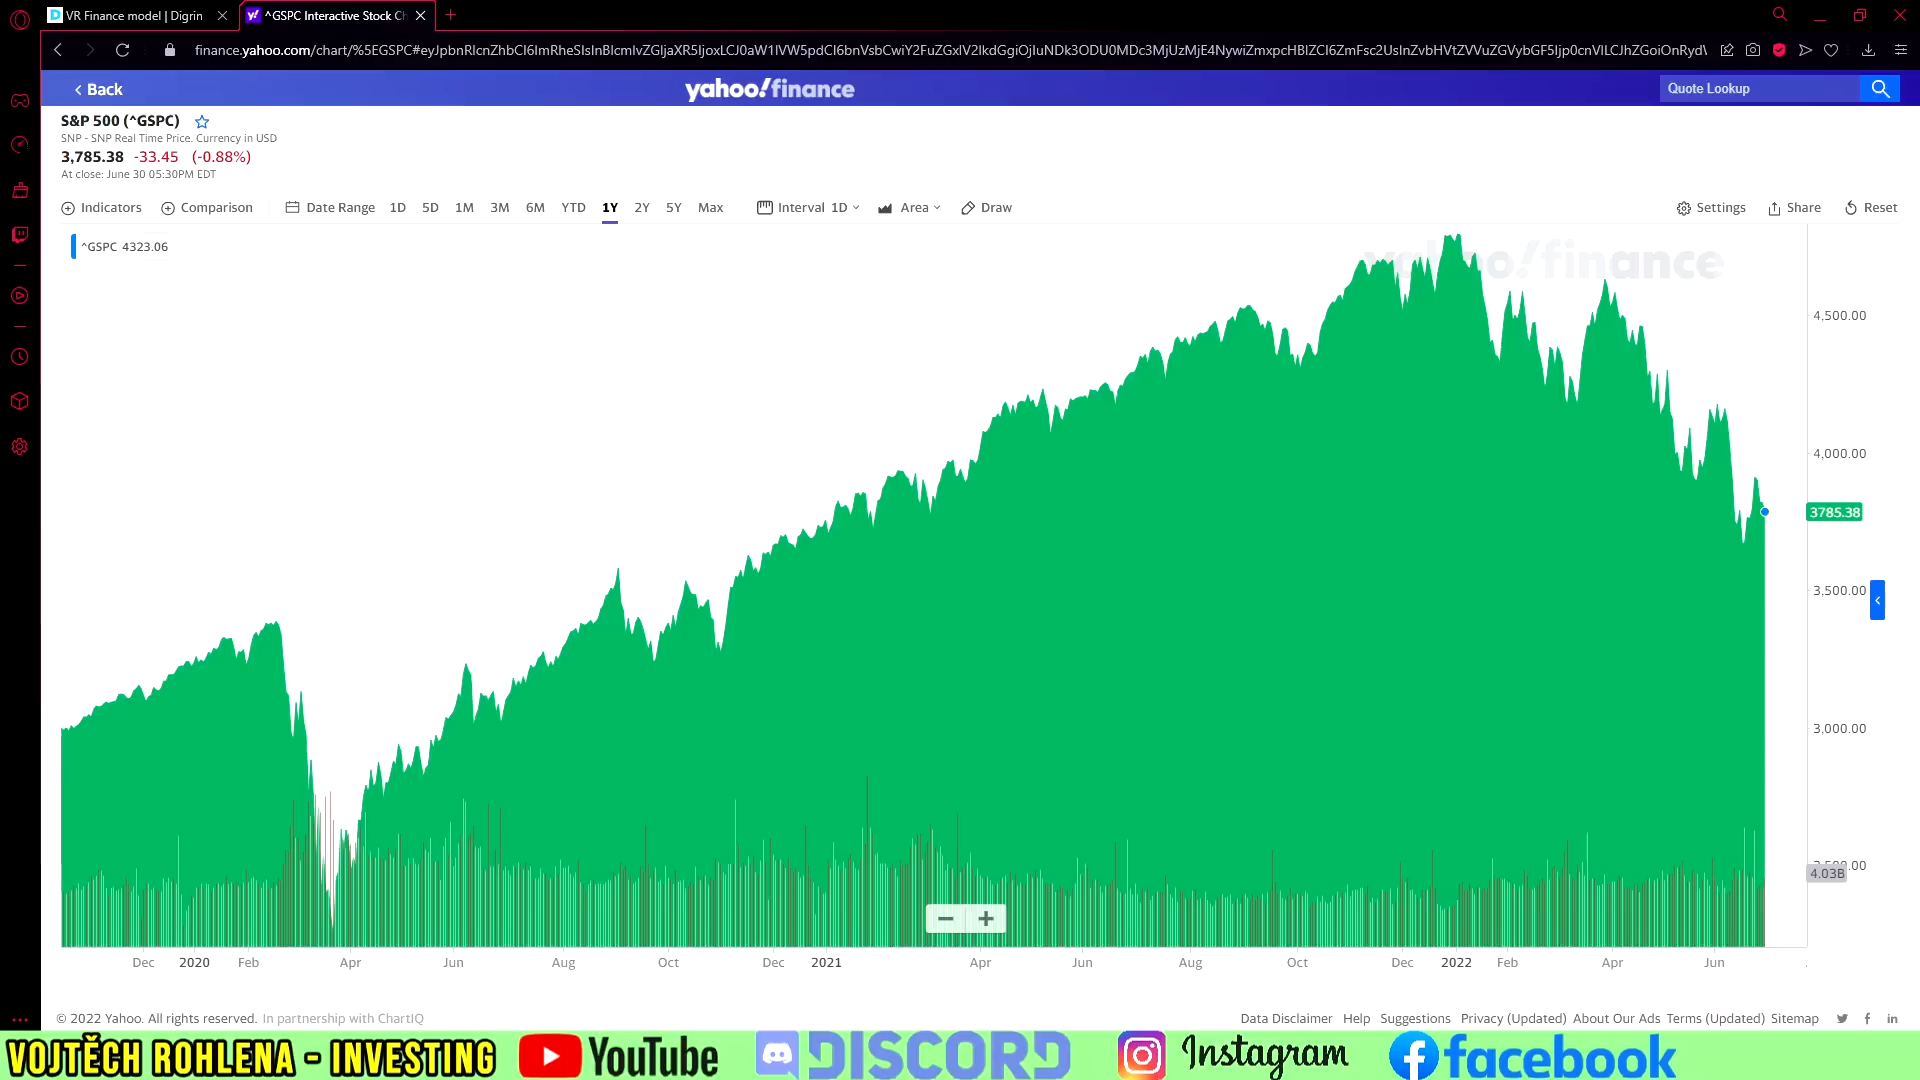 VR Finance model | Digrin
^GSPC Interactive Stock Ch
finance.yahoo.com/chart/%5EGSPC#
Back
yahoo!finance
Quote Lookup
S&P 500 (^GSPC)
SNP - SNP Real Time Price. Currency in USD
3,785.38 -33.45 (-0.88%)
At close: June 30 05:30PM EDT
Indicators Comparison Date Range 1D 5D 1M 3M 6M YTD 1Y 2Y 5Y Max Interval 1D Area Draw Settings Share Reset
^GSPC 4323.06
yahoo!finance
4,500.00
4,000.00
3785.38
3,500.00
3,000.00
4.03B
Dec 2020 Feb Apr Jun Aug Oct Dec 2021 Apr Jun Aug Oct Dec 2022 Feb Apr Jun
© 2022 Yahoo. All rights reserved. In partnership with ChartIQ
Data Disclaimer Help Suggestions Privacy (Updated) About Our Ads Terms (Updated) Sitemap
VOJTĚCH ROHLENA - INVESTING YouTube DISCORD Instagram facebook